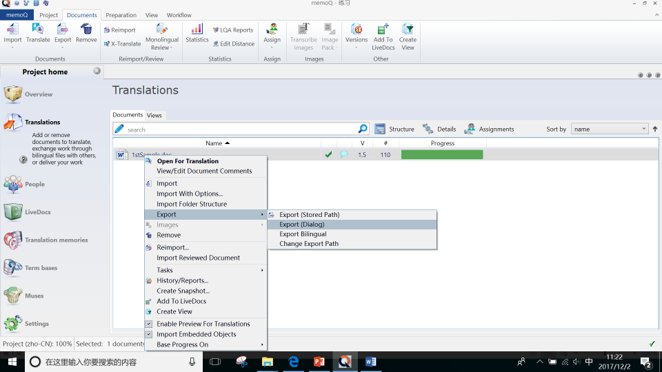 memoQ - 练习
memoQ Project Documents Preparation View Workflow
Import Translate Export Remove
Reimport
X-Translate
Monolingual Review
Statistics
LQA Reports
Edit Distance
Assign
Transcribe Images
Image Pack
Versions
Add To LiveDocs
Create View
Documents Reimport/Review Statistics Assign Images Other
Project home
Overview
Translations
Add or remove
documents to
translate,
exchange work through
bilingual files with others,
or deliver your work
People
LiveDocs
Translation memories
Term bases
Muses
Settings
Translations
Documents Views
search
Structure Details Assignments Sort by name
Name V # Progress
1stSample.doc 1.5 110
Open For Translation
View/Edit Document Comments
Import
Import With Options...
Import Folder Structure
Export
Images
Remove
Reimport...
Import Reviewed Document
Tasks
History/Reports...
Create Snapshot...
Add To LiveDocs
Create View
Enable Preview For Translations
Import Embedded Objects
Base Progress On
Export (Stored Path)
Export (Dialog)
Export Bilingual
Change Export Path
Project (zho-CN): 100% Selected: 1 document
在这里输入你要搜索的内容
中
11:22
2017/12/2
2